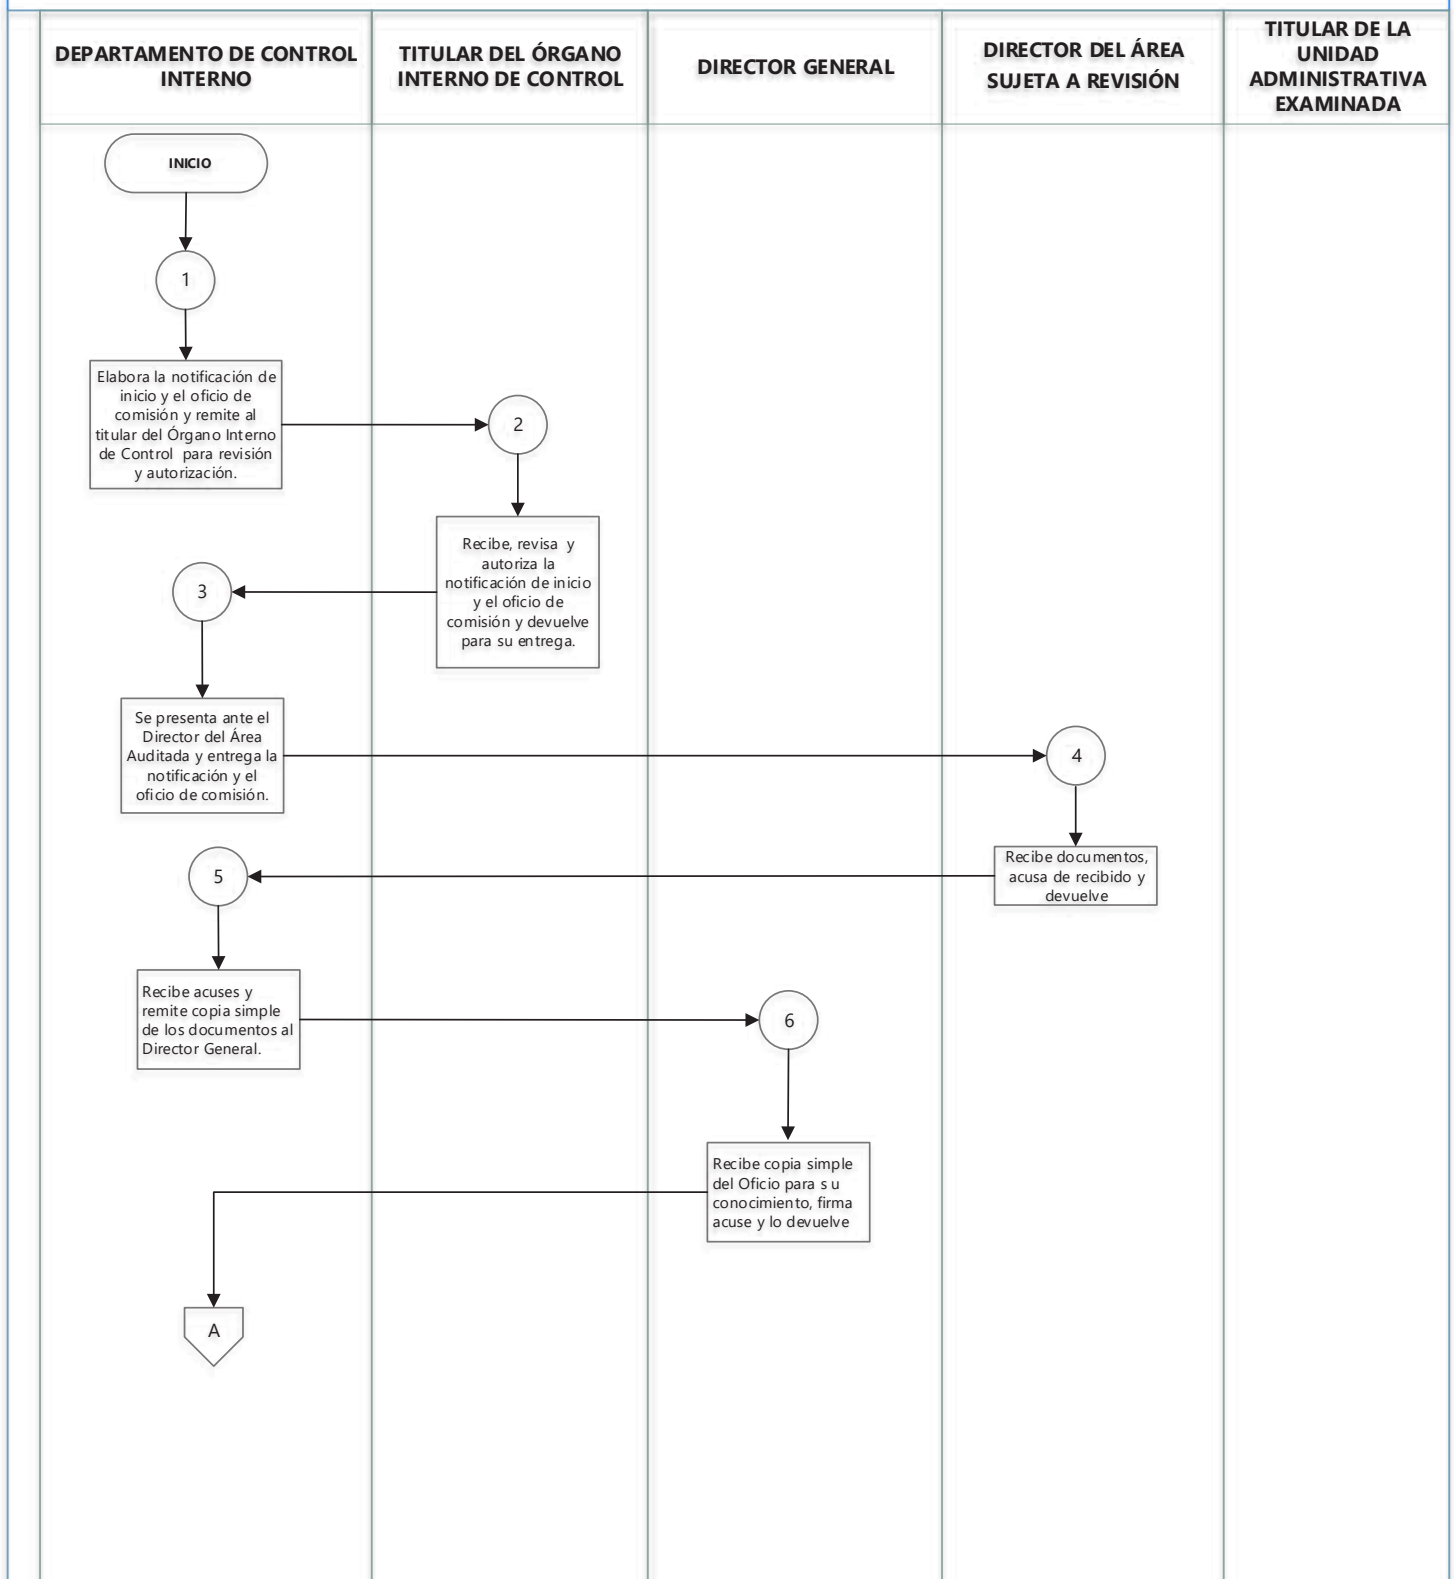 DEPARTAMENTO DE CONTROL
INTERNO
TITULAR DEL ÓRGANO
INTERNO DE CONTROL
DIRECTOR GENERAL
DIRECTOR DEL ÁREA
SUJETA A REVISIÓN
TITULAR DE LA
UNIDAD
ADMINISTRATIVA
EXAMINADA
INICIO
1
Elabora la notificación de
inicio y el oficio de
comisión y remite al
titular del Órgano Interno
de Control para revisión
y autorización.
2
Recibe, revisa y
autoriza la
notificación de inicio
y el oficio de
comisión y devuelve
para su entrega.
3
Se presenta ante el
Director del Área
Auditada y entrega la
notificación y el
oficio de comisión.
4
Recibe documentos,
acusa de recibido y
devuelve
5
Recibe acuses y
remite copia simple
de los documentos al
Director General.
6
Recibe copia simple
del Oficio para su
conocimiento, firma
acuse y lo devuelve
A